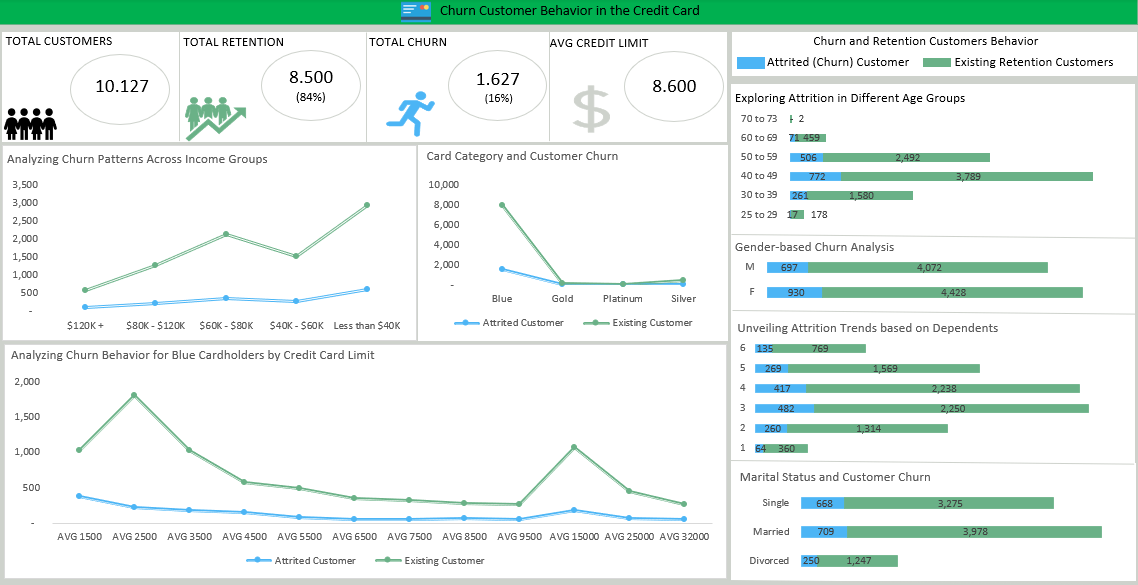 Churn Customer Behavior in the Credit Card
TOTAL CUSTOMERS
10.127
TOTAL RETENTION
8.500
(84%)
TOTAL CHURN
1.627
(16%)
AVG CREDIT LIMIT
8.600
Churn and Retention Customers Behavior
Attrited (Churn) Customer
Existing Retention Customers
Analyzing Churn Patterns Across Income Groups
3,500
3,000
2,500
2,000
1,500
1,000
500
-
$120K + $80K - $120K $60K - $80K $40K - $60K Less than $40K
Card Category and Customer Churn
10,000
8,000
6,000
4,000
2,000
-
Blue Gold Platinum Silver
Attrited Customer Existing Customer
Analyzing Churn Behavior for Blue Cardholders by Credit Card Limit
2,000
1,500
1,000
500
-
AVG 1500 AVG 2500 AVG 3500 AVG 4500 AVG 5500 AVG 6500 AVG 7500 AVG 8500 AVG 9500 AVG 15000 AVG 25000 AVG 32000
Attrited Customer Existing Customer
Exploring Attrition in Different Age Groups
70 to 73 2
60 to 69 71 459
50 to 59 506 2,492
40 to 49 772 3,789
30 to 39 261 1,580
25 to 29 17 178
Gender-based Churn Analysis
M 697 4,072
F 930 4,428
Unveiling Attrition Trends based on Dependents
6 135 769
5 269 1,569
4 417 2,238
3 482 2,250
2 260 1,314
1 64 360
Marital Status and Customer Churn
Single 668 3,275
Married 709 3,978
Divorced 250 1,247